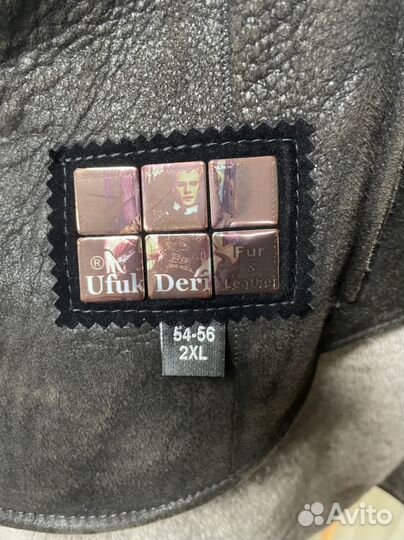 Fur
&
® Ufuk Deri Leather
54-56
2XL
Avito